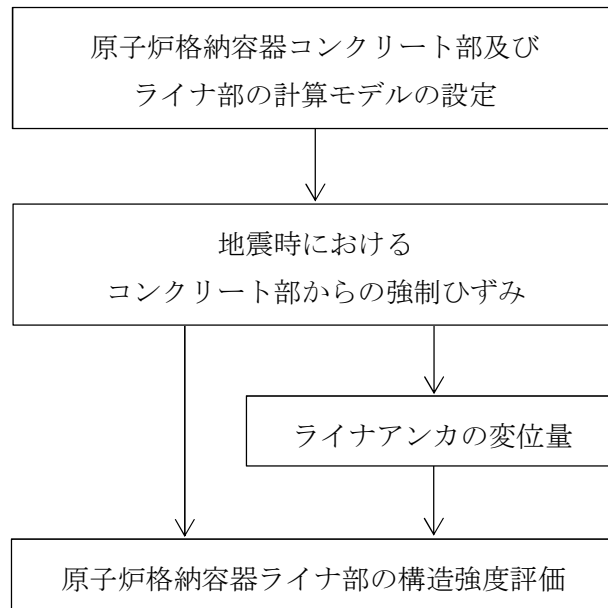 原子炉格納容器コンクリート部及び
ライナ部の計算モデルの設定
地震時における
コンクリート部からの強制ひずみ
ライナアンカの変位量
原子炉格納容器ライナ部の構造強度評価